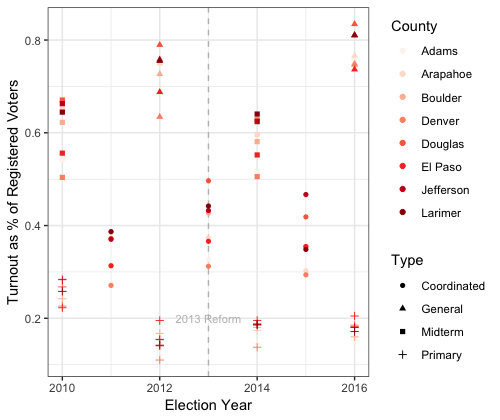 Turnout as % of Registered Voters
0.8
0.6
0.4
0.2
2013 Reform
2010
2012
2014
2016
Election Year
County
Adams
Arapahoe
Boulder
Denver
Douglas
El Paso
Jefferson
Larimer
Type
Coordinated
General
Midterm
Primary